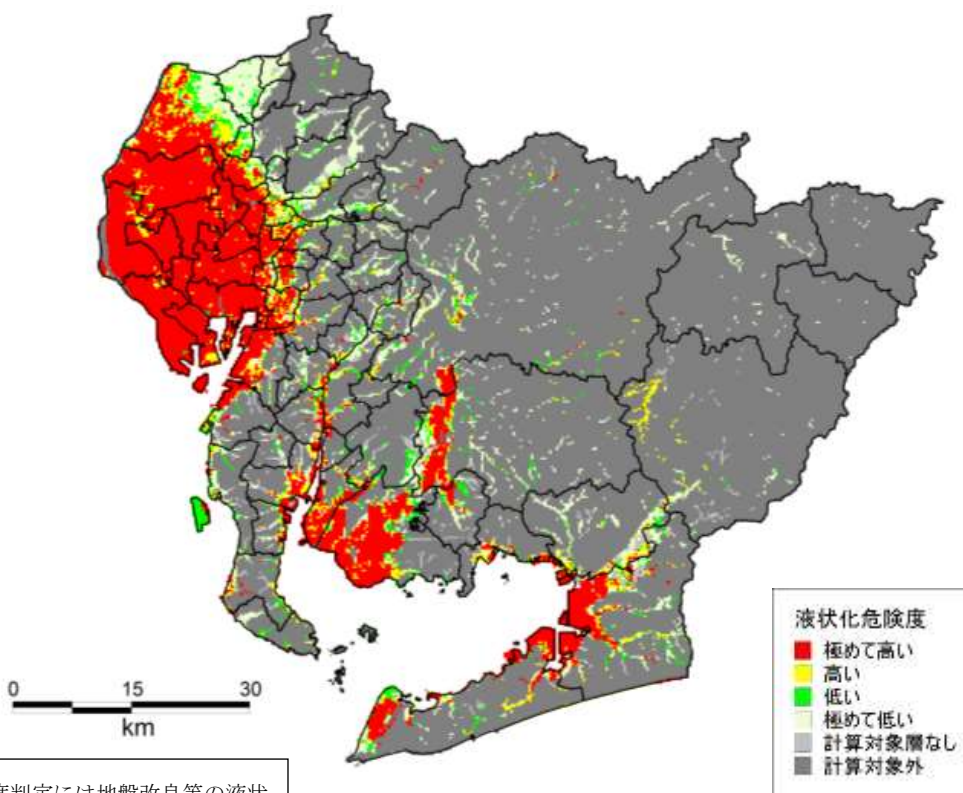 液状化危険度
極めて高い
高い
低い
極めて低い
計算対象層なし
計算対象外
0 15 30
km
度判定には地盤改良等の液状